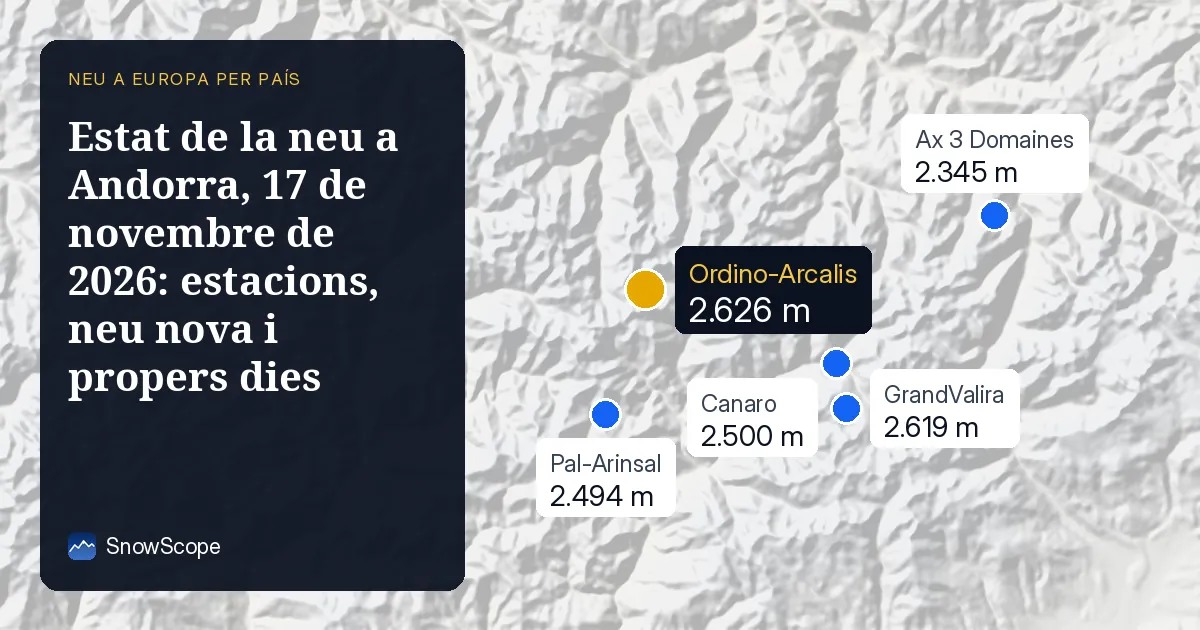 NEU A EUROPA PER PAÍS
Estat de la neu a
Andorra, 17 de
novembre de
2026: estacions,
neu nova i
propers dies
SnowScope
Ax 3 Domaines
2.345 m
Ordino-Arcalis
2.626 m
Canaro
2.500 m
GrandValira
2.619 m
Pal-Arinsal
2.494 m